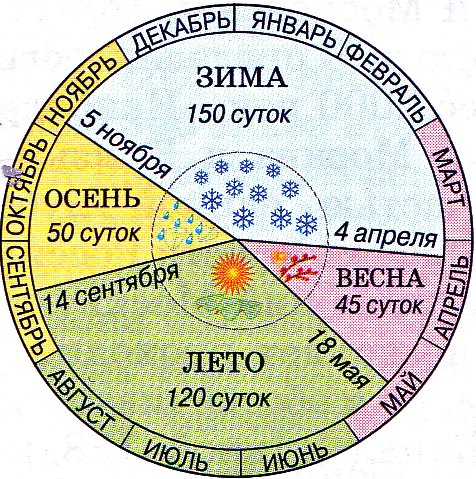 ДЕКАБРЬ
ЯНВАРЬ
ФЕВРАЛЬ
МАРТ
АПРЕЛЬ
МАЙ
ИЮНЬ
ИЮЛЬ
АВГУСТ
СЕНТЯБРЬ
ОКТЯБРЬ
НОЯБРЬ
ЗИМА
150 суток
5 ноября
4 апреля
ОСЕНЬ
50 суток
ВЕСНА
45 суток
14 сентября
18 мая
ЛЕТО
120 суток